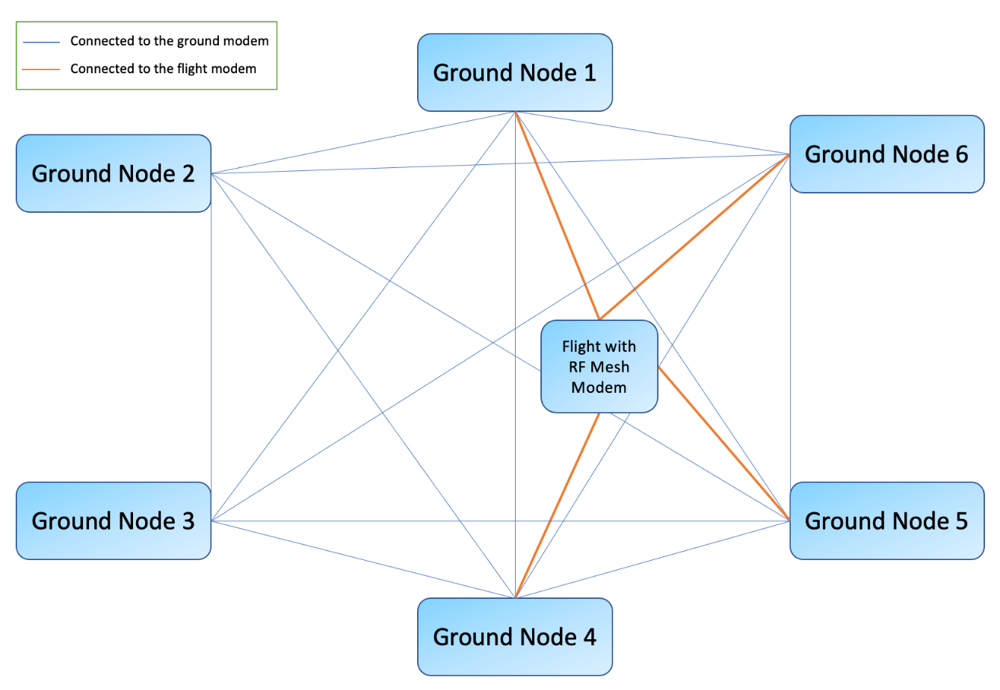 Connected to the ground modem
Connected to the flight modem
Ground Node 1
Ground Node 6
Ground Node 2
Flight with
RF Mesh
Modem
Ground Node 3
Ground Node 5
Ground Node 4